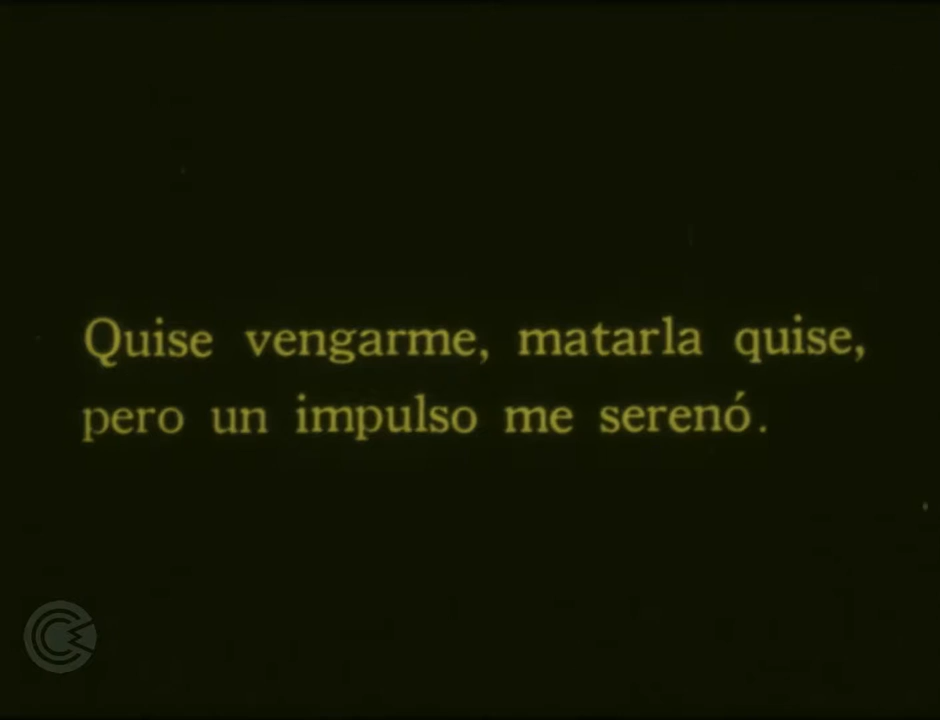 Quise vengarme, matarla quise,
pero un impulso me serenó.